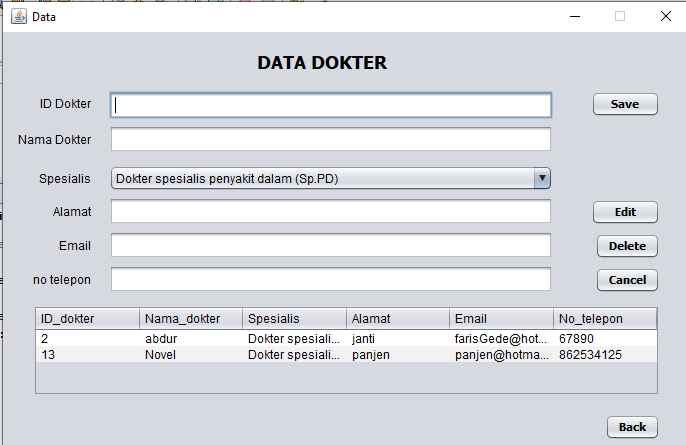 Data
DATA DOKTER
ID Dokter
Save
Nama Dokter
Spesialis
Dokter spesialis penyakit dalam (Sp.PD)
Alamat
Edit
Email
Delete
no telepon
Cancel
ID_dokter Nama_dokter Spesialis Alamat Email No_telepon
2 abdur Dokter spesiali... janti farisGede@hot... 67890
13 Novel Dokter spesiali... panjen panjen@hotma... 862534125
Back